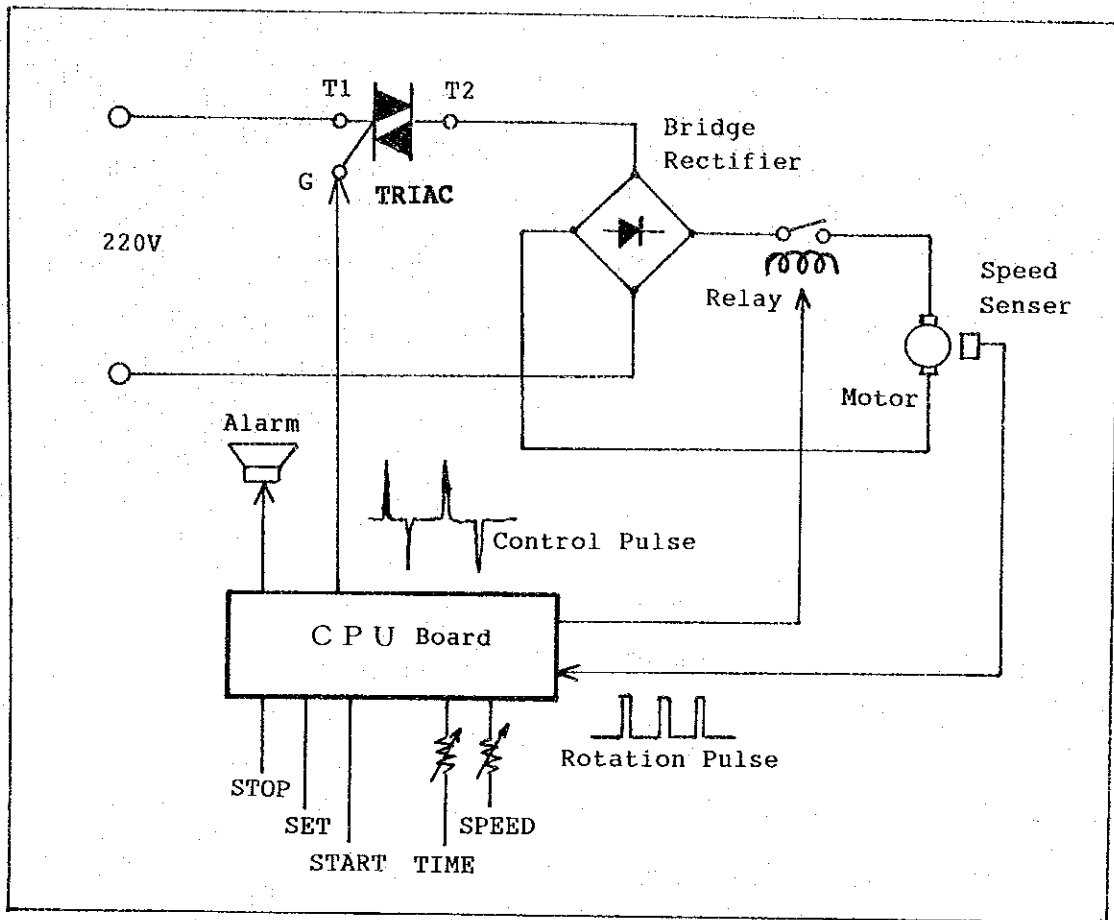 T1
T2
Bridge
Rectifier
G
TRIAC
220V
Speed
Senser
Relay
Motor
Alarm
Control Pulse
CPU Board
Rotation Pulse
STOP
SET
SPEED
START
TIME